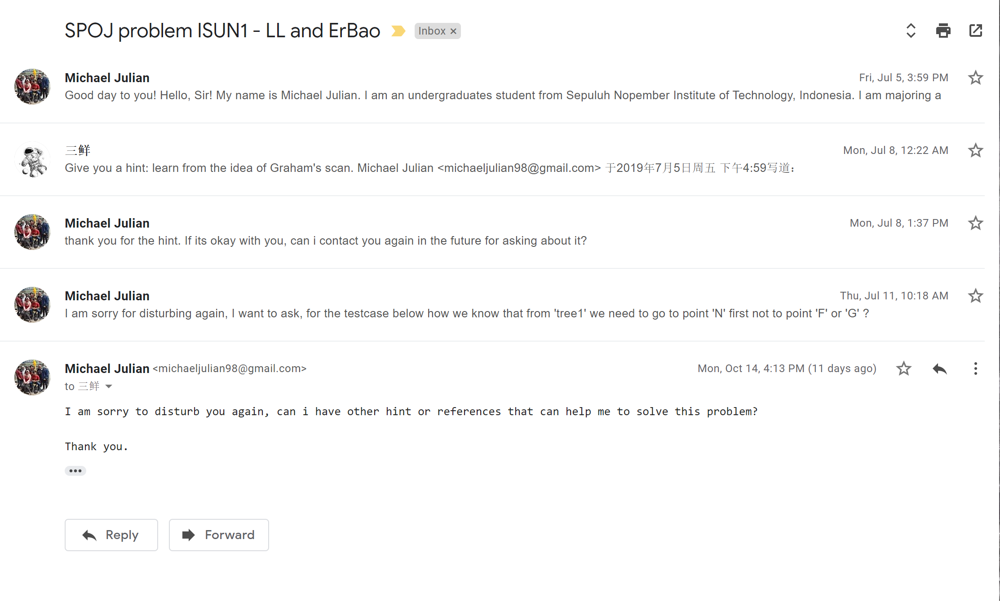 SPOJ problem ISUN1 - LL and ErBao Inbox ×
Michael Julian Fri, Jul 5, 3:59 PM
Good day to you! Hello, Sir! My name is Michael Julian. I am an undergraduates student from Sepuluh Nopember Institute of Technology, Indonesia. I am majoring a
三鲜 Mon, Jul 8, 12:22 AM
Give you a hint: learn from the idea of Graham's scan. Michael Julian <michaeljulian98@gmail.com> 于2019年7月5日周五 下午4:59写道：
Michael Julian Mon, Jul 8, 1:37 PM
thank you for the hint. If its okay with you, can i contact you again in the future for asking about it?
Michael Julian Thu, Jul 11, 10:18 AM
I am sorry for disturbing again, I want to ask, for the testcase below how we know that from 'tree1' we need to go to point 'N' first not to point 'F' or 'G' ?
Michael Julian <michaeljulian98@gmail.com> Mon, Oct 14, 4:13 PM (11 days ago)
to 三鲜
I am sorry to disturb you again, can i have other hint or references that can help me to solve this problem?
Thank you.
Reply Forward